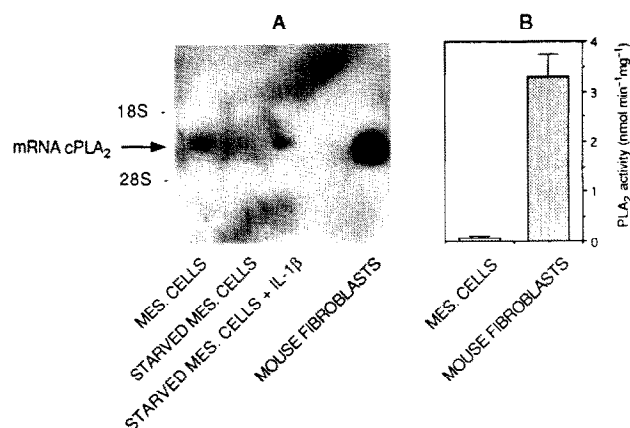 A
B
18S -
mRNA cPLA₂
28S -
MES. CELLS
STARVED MES. CELLS
STARVED MES. CELLS + IL-1β
MOUSE FIBROBLASTS
4
3
2
1
0
PLA₂ activity (nmol min⁻¹mg⁻¹)
MES. CELLS
MOUSE FIBROBLASTS